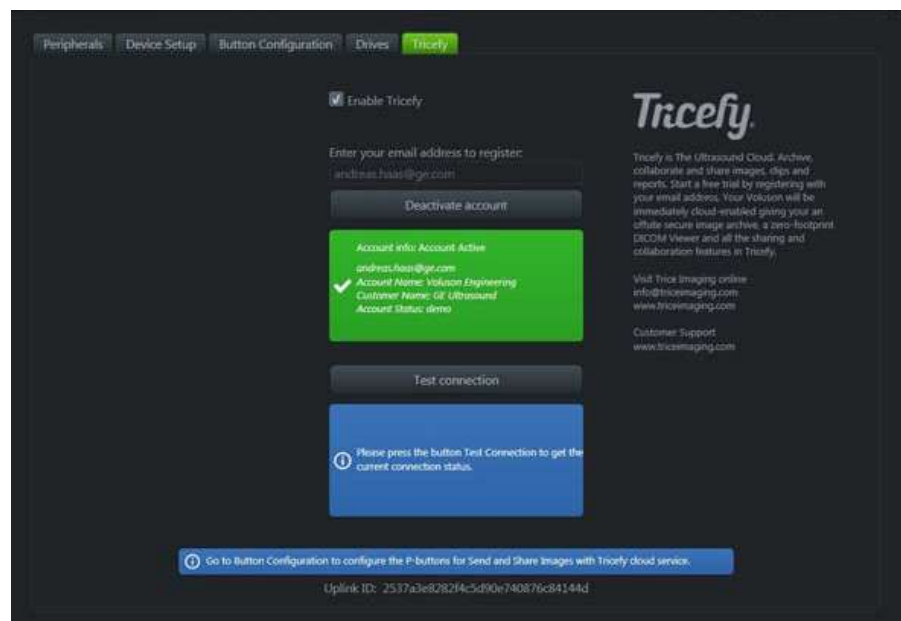 Peripherals Device Setup Button Configuration Drives Tricefy
Enable Tricefy
Enter your email address to register:
andreas.haas@ge.com
Deactivate account
Account info: Account Active
andreas.haas@ge.com
Account Name: Voluson Engineering
Customer Name: GE Ultrasound
Account Status: demo
Test connection
Please press the button Test Connection to get the
current connection status.
Tricefy.
Tricefy is The Ultrasound Cloud. Archive,
collaborate and share images, clips and
reports. Start a free trial by registering with
your email address. Your Voluson will be
immediately cloud-enabled giving your an
offsite secure image archive, a zero-footprint
DICOM Viewer and all the sharing and
collaboration features in Tricefy.
Visit Trice Imaging online
info@triceimaging.com
www.triceimaging.com
Customer Support
www.triceimaging.com
Go to Button Configuration to configure the P-buttons for Send and Share Images with Tricefy cloud service.
Uplink ID: 2537a3e8282f4c5d90e740876c84144d